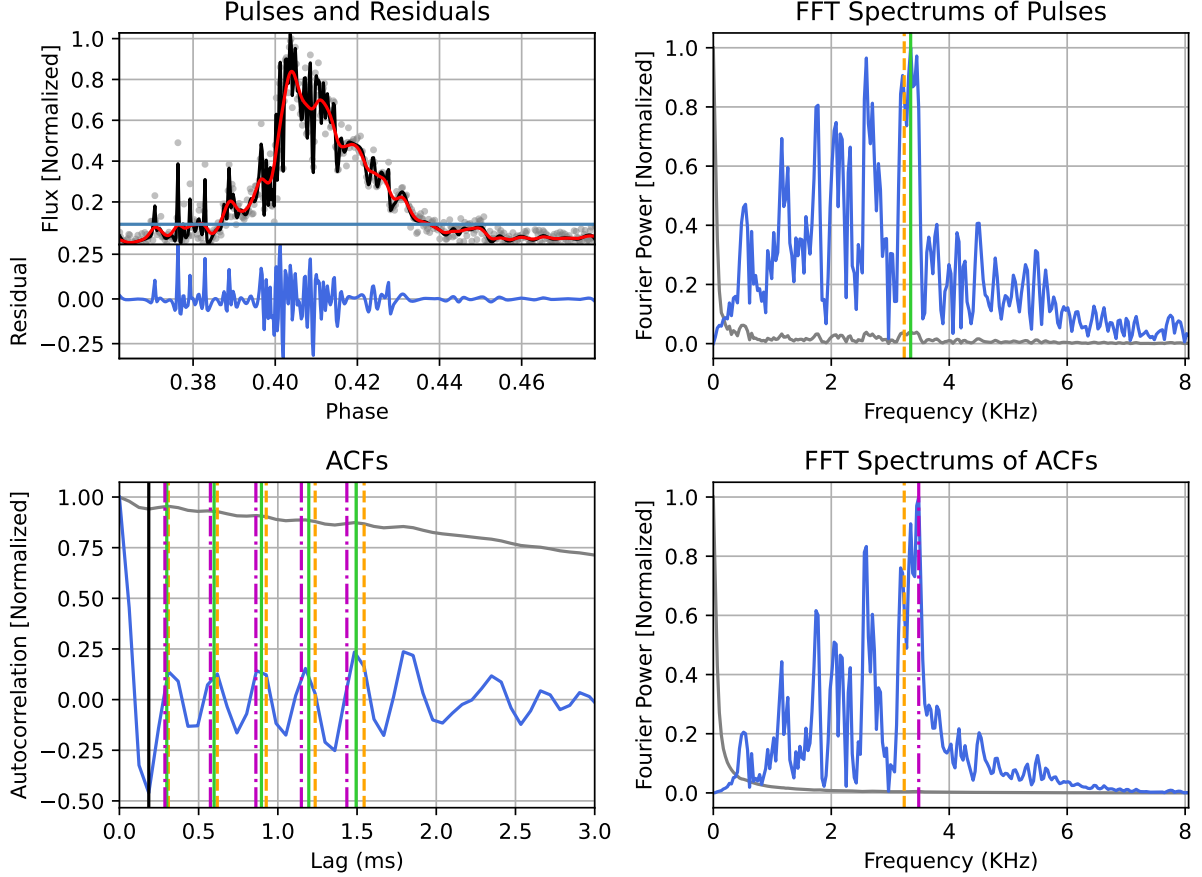 Pulses and Residuals
Flux [Normalized]
1.0
0.8
0.6
0.4
0.2
Residual
0.25
0.00
−0.25
0.38 0.40 0.42 0.44 0.46
Phase
FFT Spectrums of Pulses
Fourier Power [Normalized]
1.0
0.8
0.6
0.4
0.2
0.0
0 2 4 6 8
Frequency (KHz)
ACFs
Autocorrelation [Normalized]
1.00
0.75
0.50
0.25
0.00
−0.25
−0.50
0.0 0.5 1.0 1.5 2.0 2.5 3.0
Lag (ms)
FFT Spectrums of ACFs
Fourier Power [Normalized]
1.0
0.8
0.6
0.4
0.2
0.0
0 2 4 6 8
Frequency (KHz)